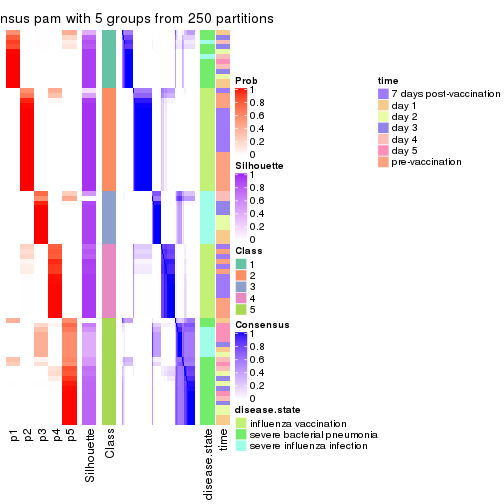 nsus pam with 5 groups from 250 partitions
Prob
1
0.8
0.6
0.4
0.2
0
Silhouette
1
0.8
0.6
0.4
0.2
0
Class
1
2
3
4
5
Consensus
1
0.8
0.6
0.4
0.2
0
disease.state
influenza vaccination
severe bacterial pneumonia
severe influenza infection
time
7 days post-vaccination
day 1
day 2
day 3
day 4
day 5
pre-vaccination
p1
p2
p3
p4
p5
Silhouette
Class
disease.state
time